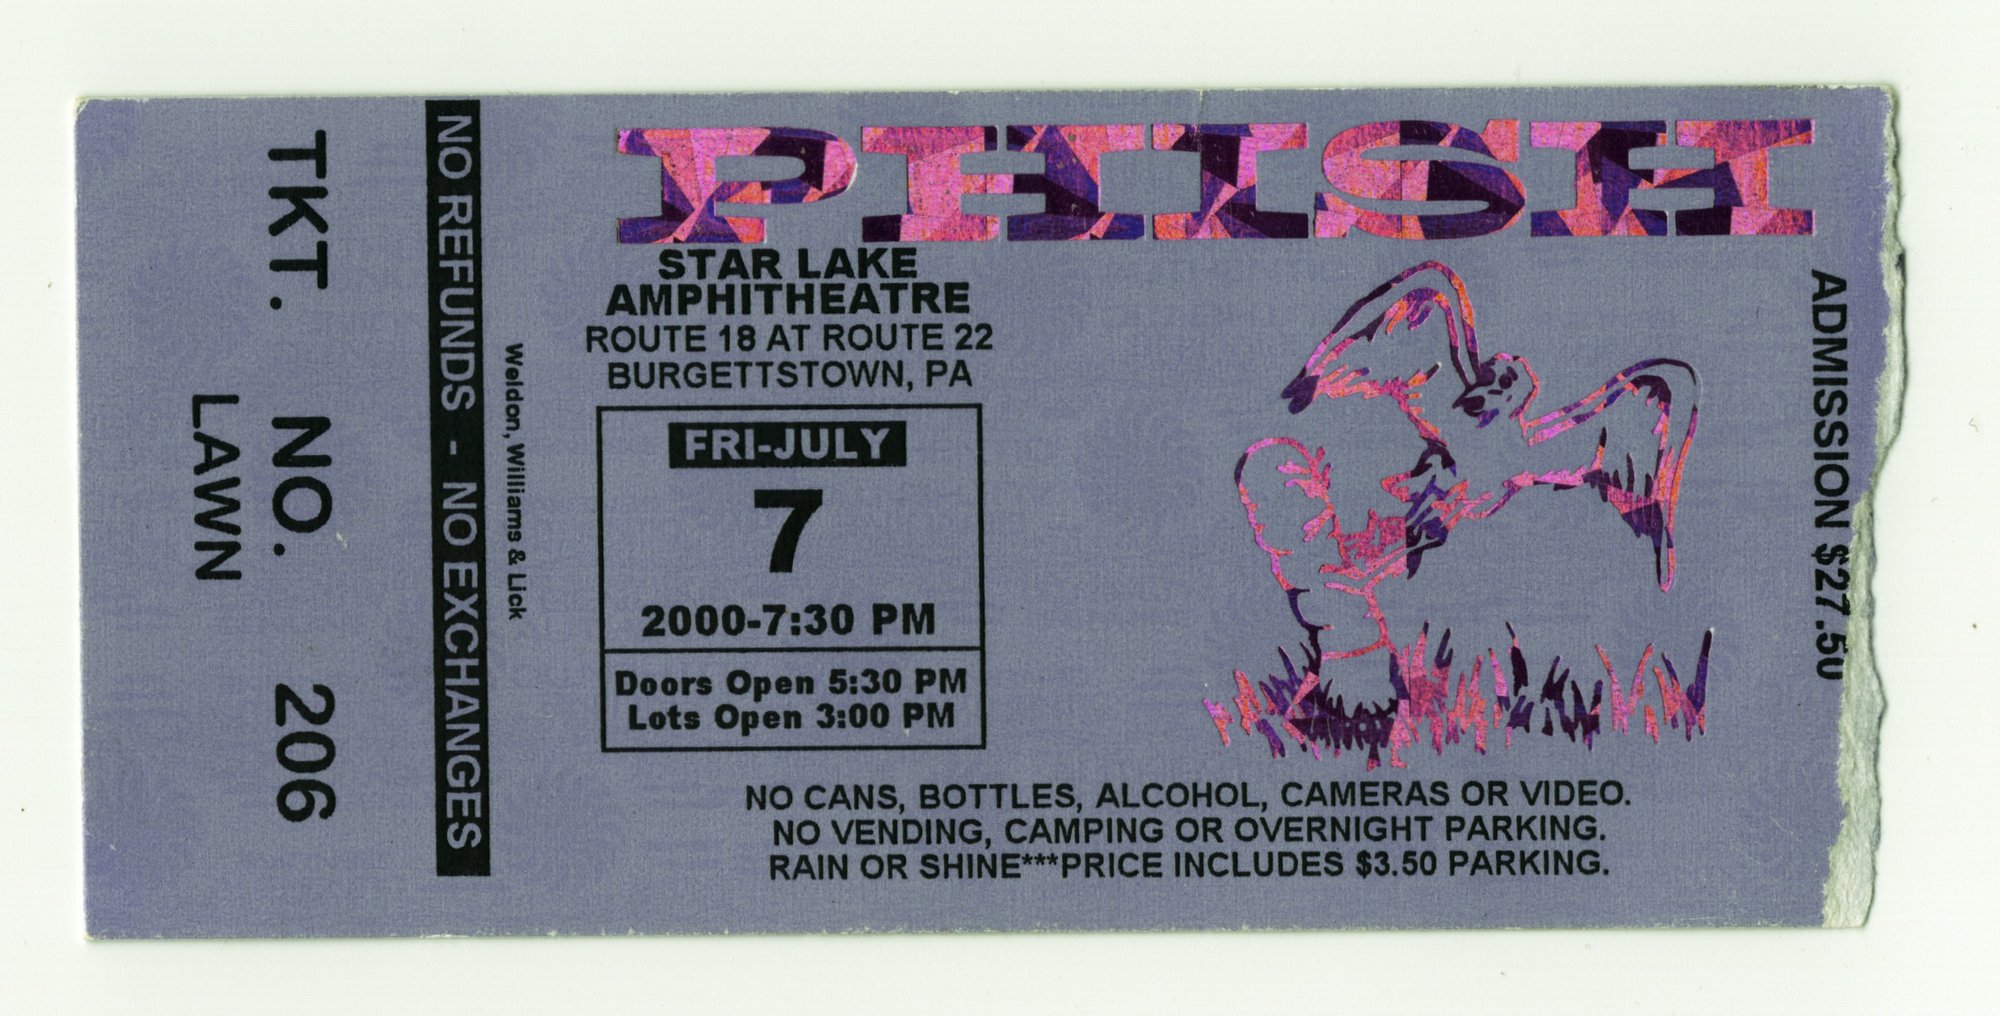 TKT. NO. 206
LAWN
NO REFUNDS - NO EXCHANGES
Weldon, Williams & Lick
PHISH
STAR LAKE
AMPHITHEATRE
ROUTE 18 AT ROUTE 22
BURGETTSTOWN, PA
FRI-JULY
7
2000-7:30 PM
Doors Open 5:30 PM
Lots Open 3:00 PM
NO CANS, BOTTLES, ALCOHOL, CAMERAS OR VIDEO.
NO VENDING, CAMPING OR OVERNIGHT PARKING.
RAIN OR SHINE***PRICE INCLUDES $3.50 PARKING.
ADMISSION $27.50